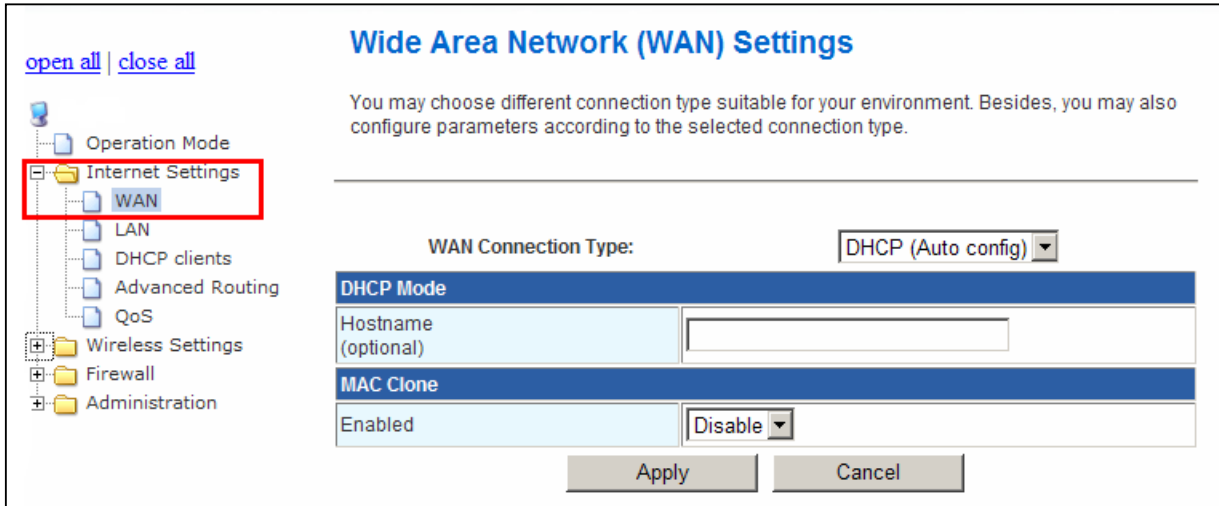 open all | close all
Operation Mode
Internet Settings
WAN
LAN
DHCP clients
Advanced Routing
QoS
Wireless Settings
Firewall
Administration
Wide Area Network (WAN) Settings
You may choose different connection type suitable for your environment. Besides, you may also
configure parameters according to the selected connection type.
WAN Connection Type: DHCP (Auto config)
DHCP Mode
Hostname
(optional)
MAC Clone
Enabled Disable
Apply Cancel